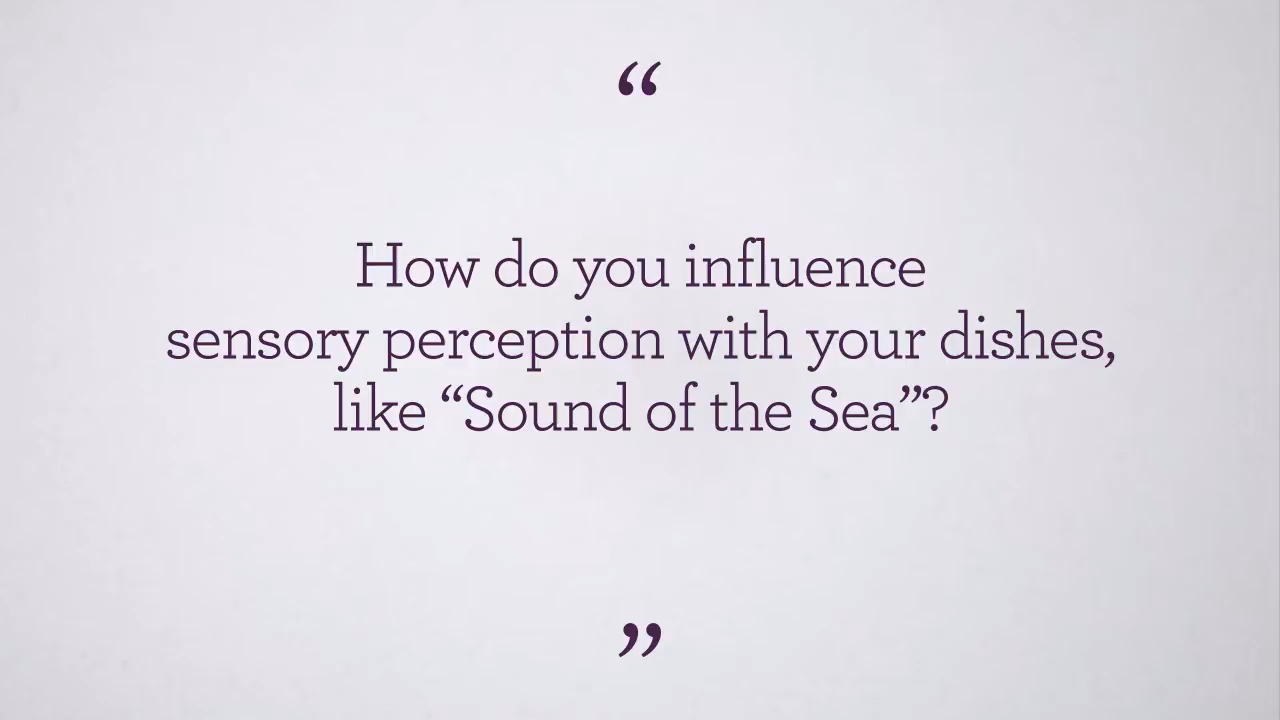 “
How do you influence
sensory perception with your dishes,
like “Sound of the Sea”?
”